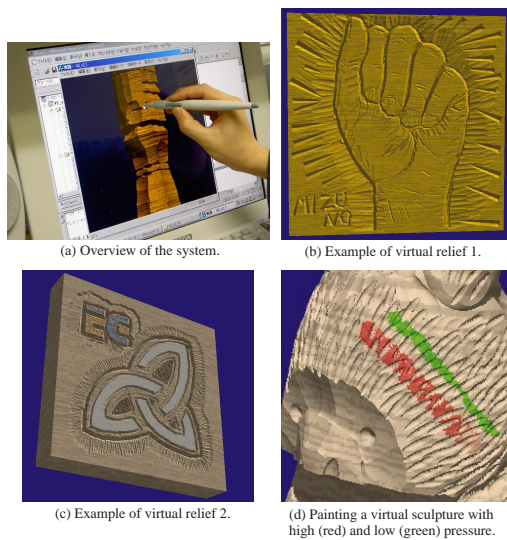 (a) Overview of the system.
MIZU
NO
(b) Example of virtual relief 1.
EC
(c) Example of virtual relief 2.
(d) Painting a virtual sculpture with
high (red) and low (green) pressure.